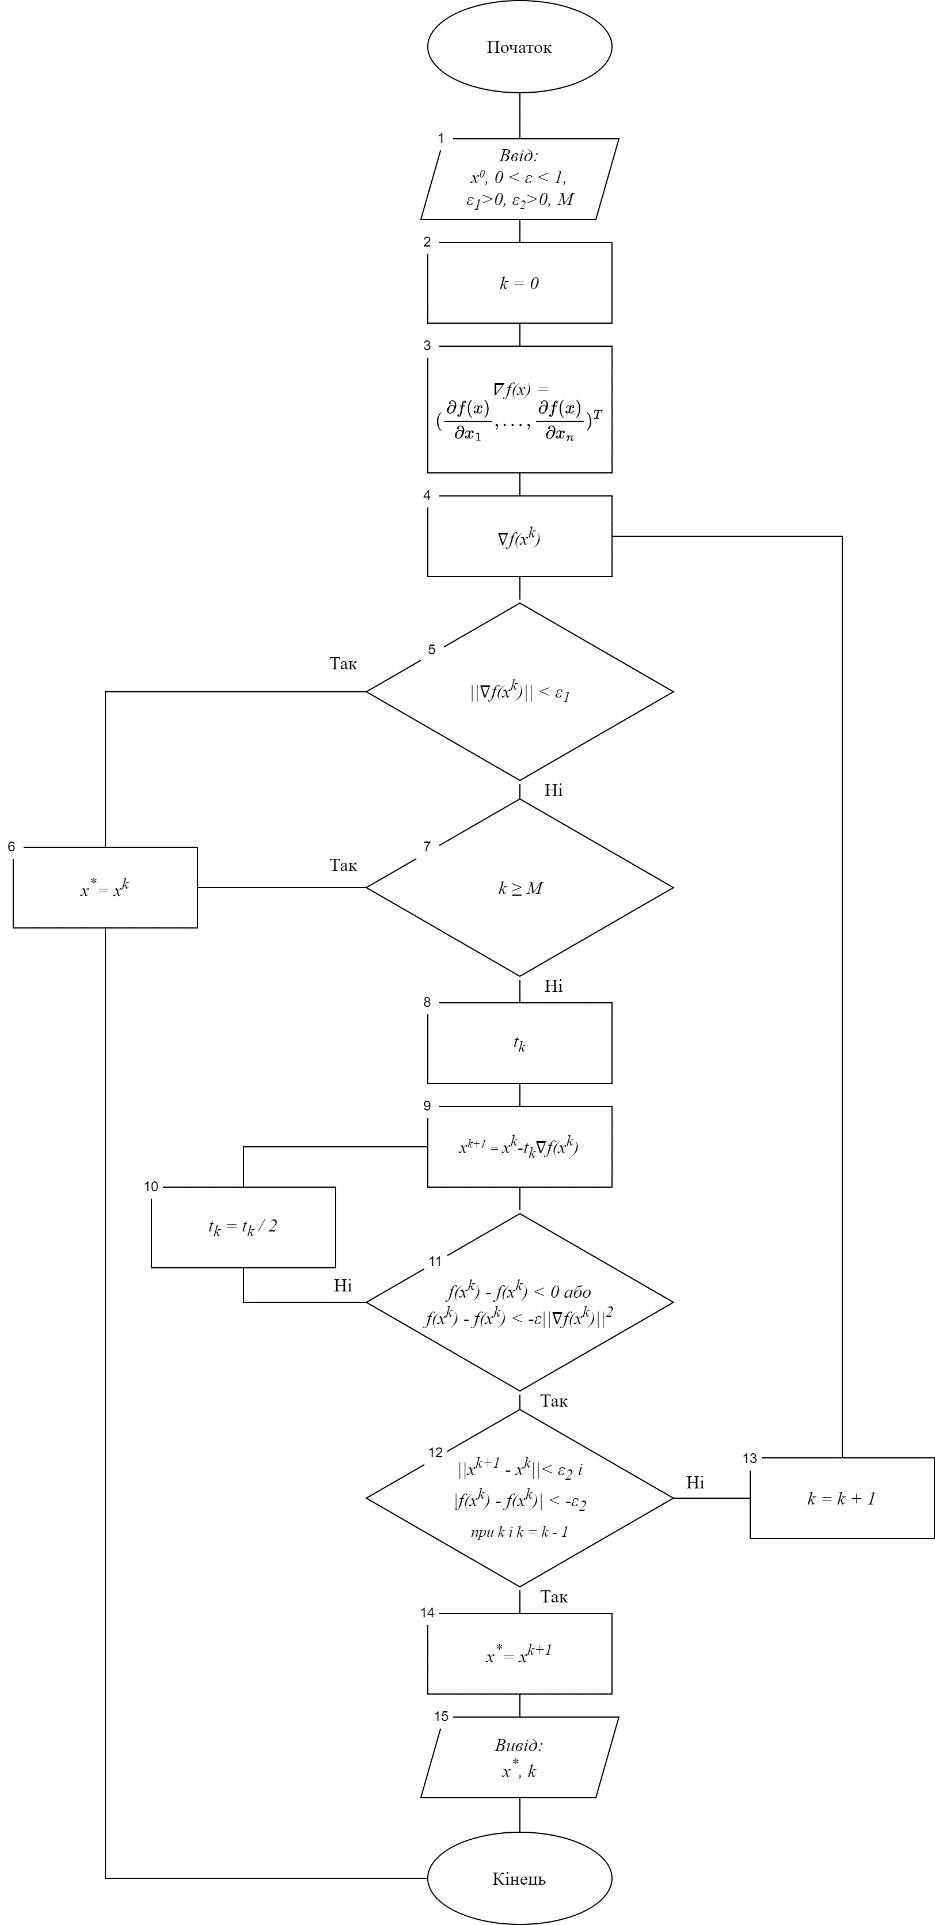 Початок
1
Ввід:
x⁰, 0 < ε < 1,
ε₁>0, ε₂>0, M
2
k = 0
3
∇f(x) =
(∂f(x)/∂x₁, …, ∂f(x)/∂xₙ)ᵀ
4
∇f(xᵏ)
5
Так
||∇f(xᵏ)|| < ε₁
Ні
6
x* = xᵏ
7
Так
k ≥ M
Ні
8
tₖ
9
xᵏ⁺¹ = xᵏ-tₖ∇f(xᵏ)
10
tₖ = tₖ / 2
11
Ні
f(xᵏ) - f(xᵏ) < 0 або
f(xᵏ) - f(xᵏ) < -ε||∇f(xᵏ)||²
Так
12
||xᵏ⁺¹ - xᵏ||< ε₂ і
|f(xᵏ) - f(xᵏ)| < -ε₂
при k і k = k - 1
Ні
13
k = k + 1
Так
14
x* = xᵏ⁺¹
15
Вивід:
x*, k
Кінець